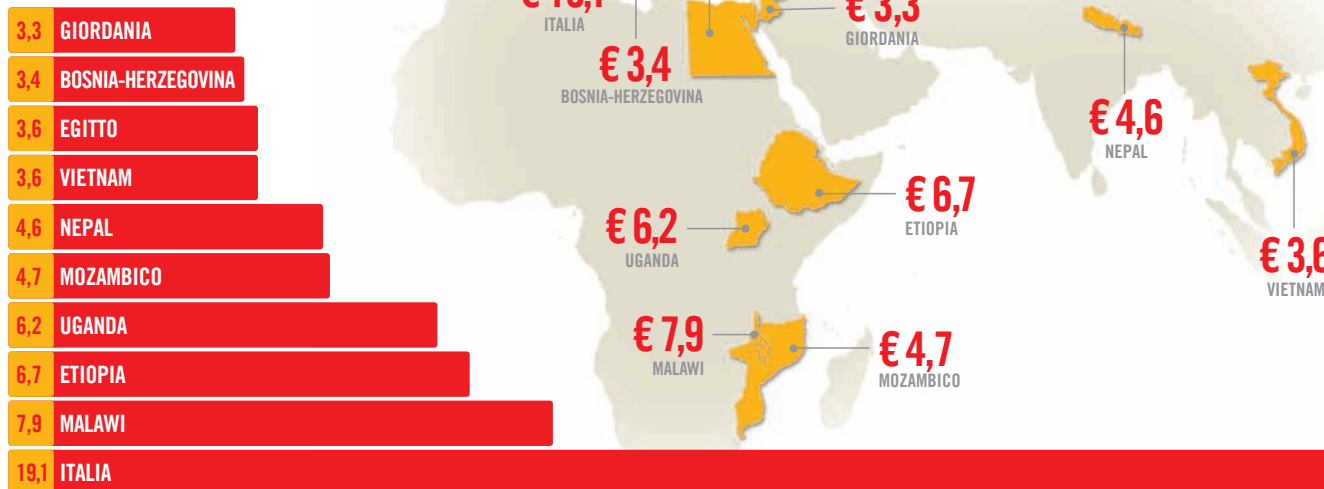 3,3 GIORDANIA
3,4 BOSNIA-HERZEGOVINA
3,6 EGITTO
3,6 VIETNAM
4,6 NEPAL
4,7 MOZAMBICO
6,2 UGANDA
6,7 ETIOPIA
7,9 MALAWI
19,1 ITALIA
ITALIA
€ 3,4
BOSNIA-HERZEGOVINA
€ 3,3
GIORDANIA
€ 4,6
NEPAL
€ 6,7
ETIOPIA
€ 6,2
UGANDA
€ 3,6
VIETNAM
€ 7,9
MALAWI
€ 4,7
MOZAMBICO